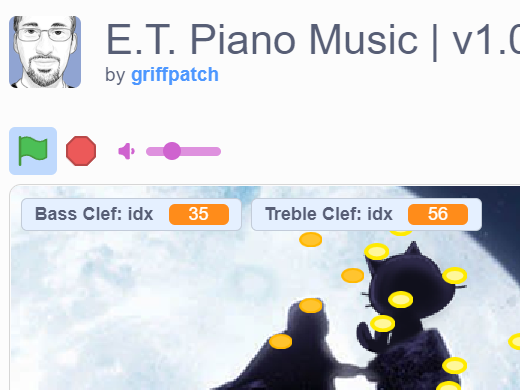 E.T. Piano Music | v1.0
by griffpatch
Bass Clef: idx 35 Treble Clef: idx 56